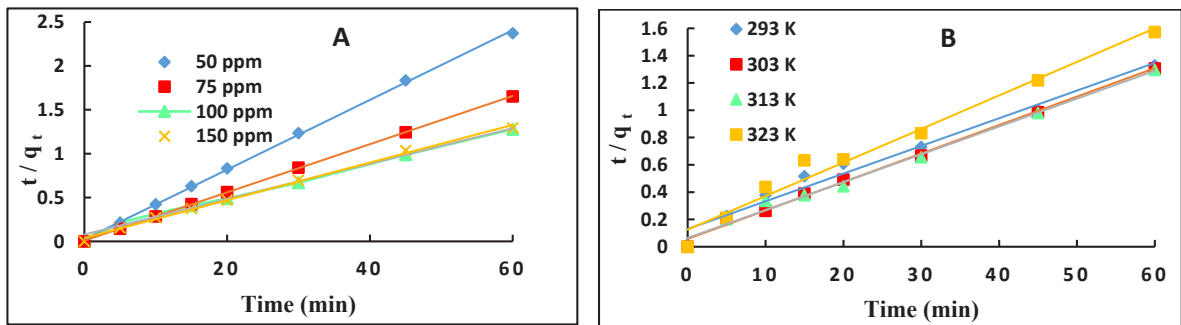 A
2.5
2
1.5
1
0.5
0
0 20 40 60
50 ppm
75 ppm
100 ppm
150 ppm
t / q t
Time (min)
B
1.6
1.4
1.2
1
0.8
0.6
0.4
0.2
0
0 10 20 30 40 50 60
293 K
303 K
313 K
323 K
t / q t
Time (min)